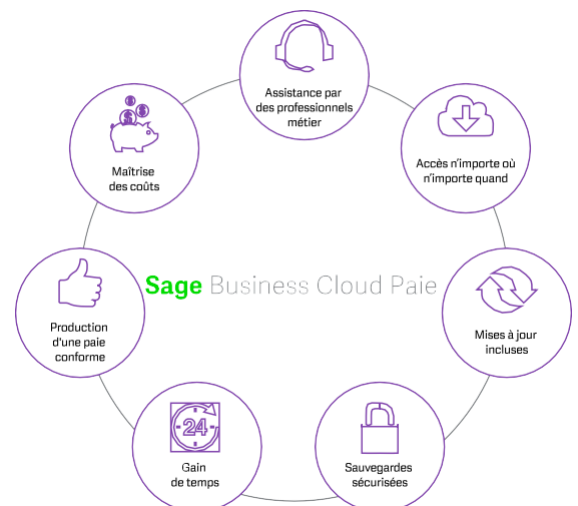 Assistance par
des professionnels
métier
Accès n'importe où
n'importe quand
Mises à jour
incluses
Sauvegardes
sécurisées
24
Gain
de temps
Production
d'une paie
conforme
$
$
$
Maîtrise
des coûts
Sage Business Cloud Paie